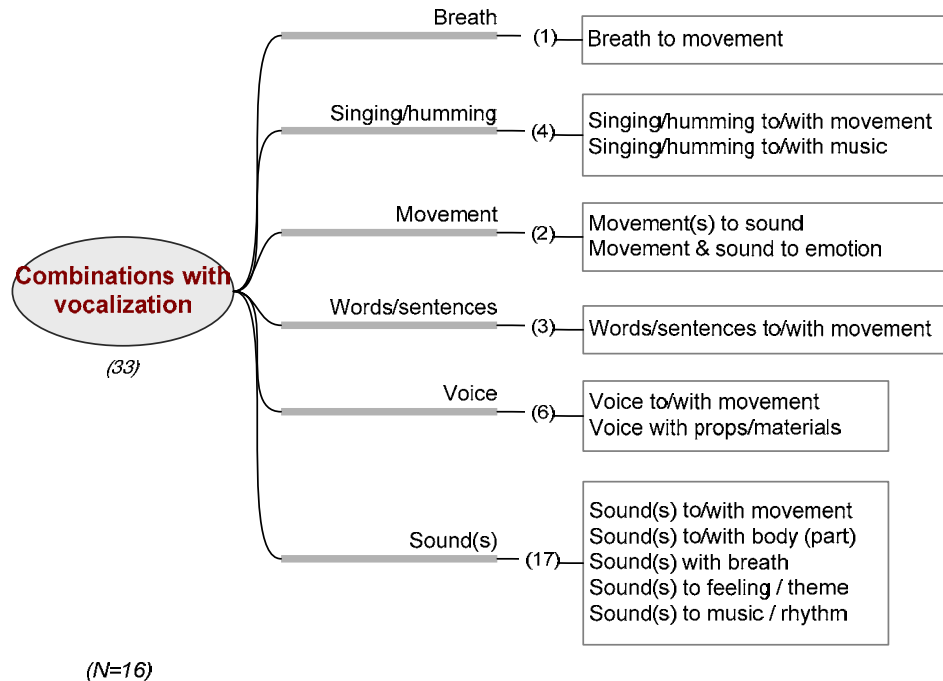 Breath
(1)
Breath to movement
Singing/humming
(4)
Singing/humming to/with movement
Singing/humming to/with music
Movement
(2)
Movement(s) to sound
Movement & sound to emotion
Combinations with
vocalization
(33)
Words/sentences
(3)
Words/sentences to/with movement
Voice
(6)
Voice to/with movement
Voice with props/materials
Sound(s)
(17)
Sound(s) to/with movement
Sound(s) to/with body (part)
Sound(s) with breath
Sound(s) to feeling / theme
Sound(s) to music / rhythm
(N=16)